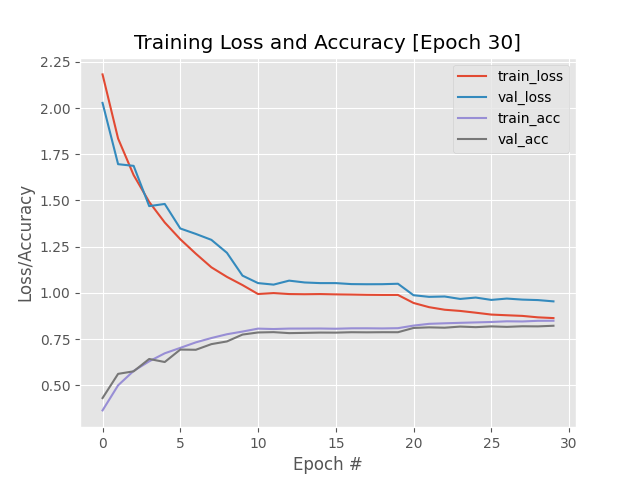 Training Loss and Accuracy [Epoch 30]
2.25
2.00
1.75
1.50
1.25
1.00
0.75
0.50
Loss/Accuracy
train_loss
val_loss
train_acc
val_acc
0 5 10 15 20 25 30
Epoch #